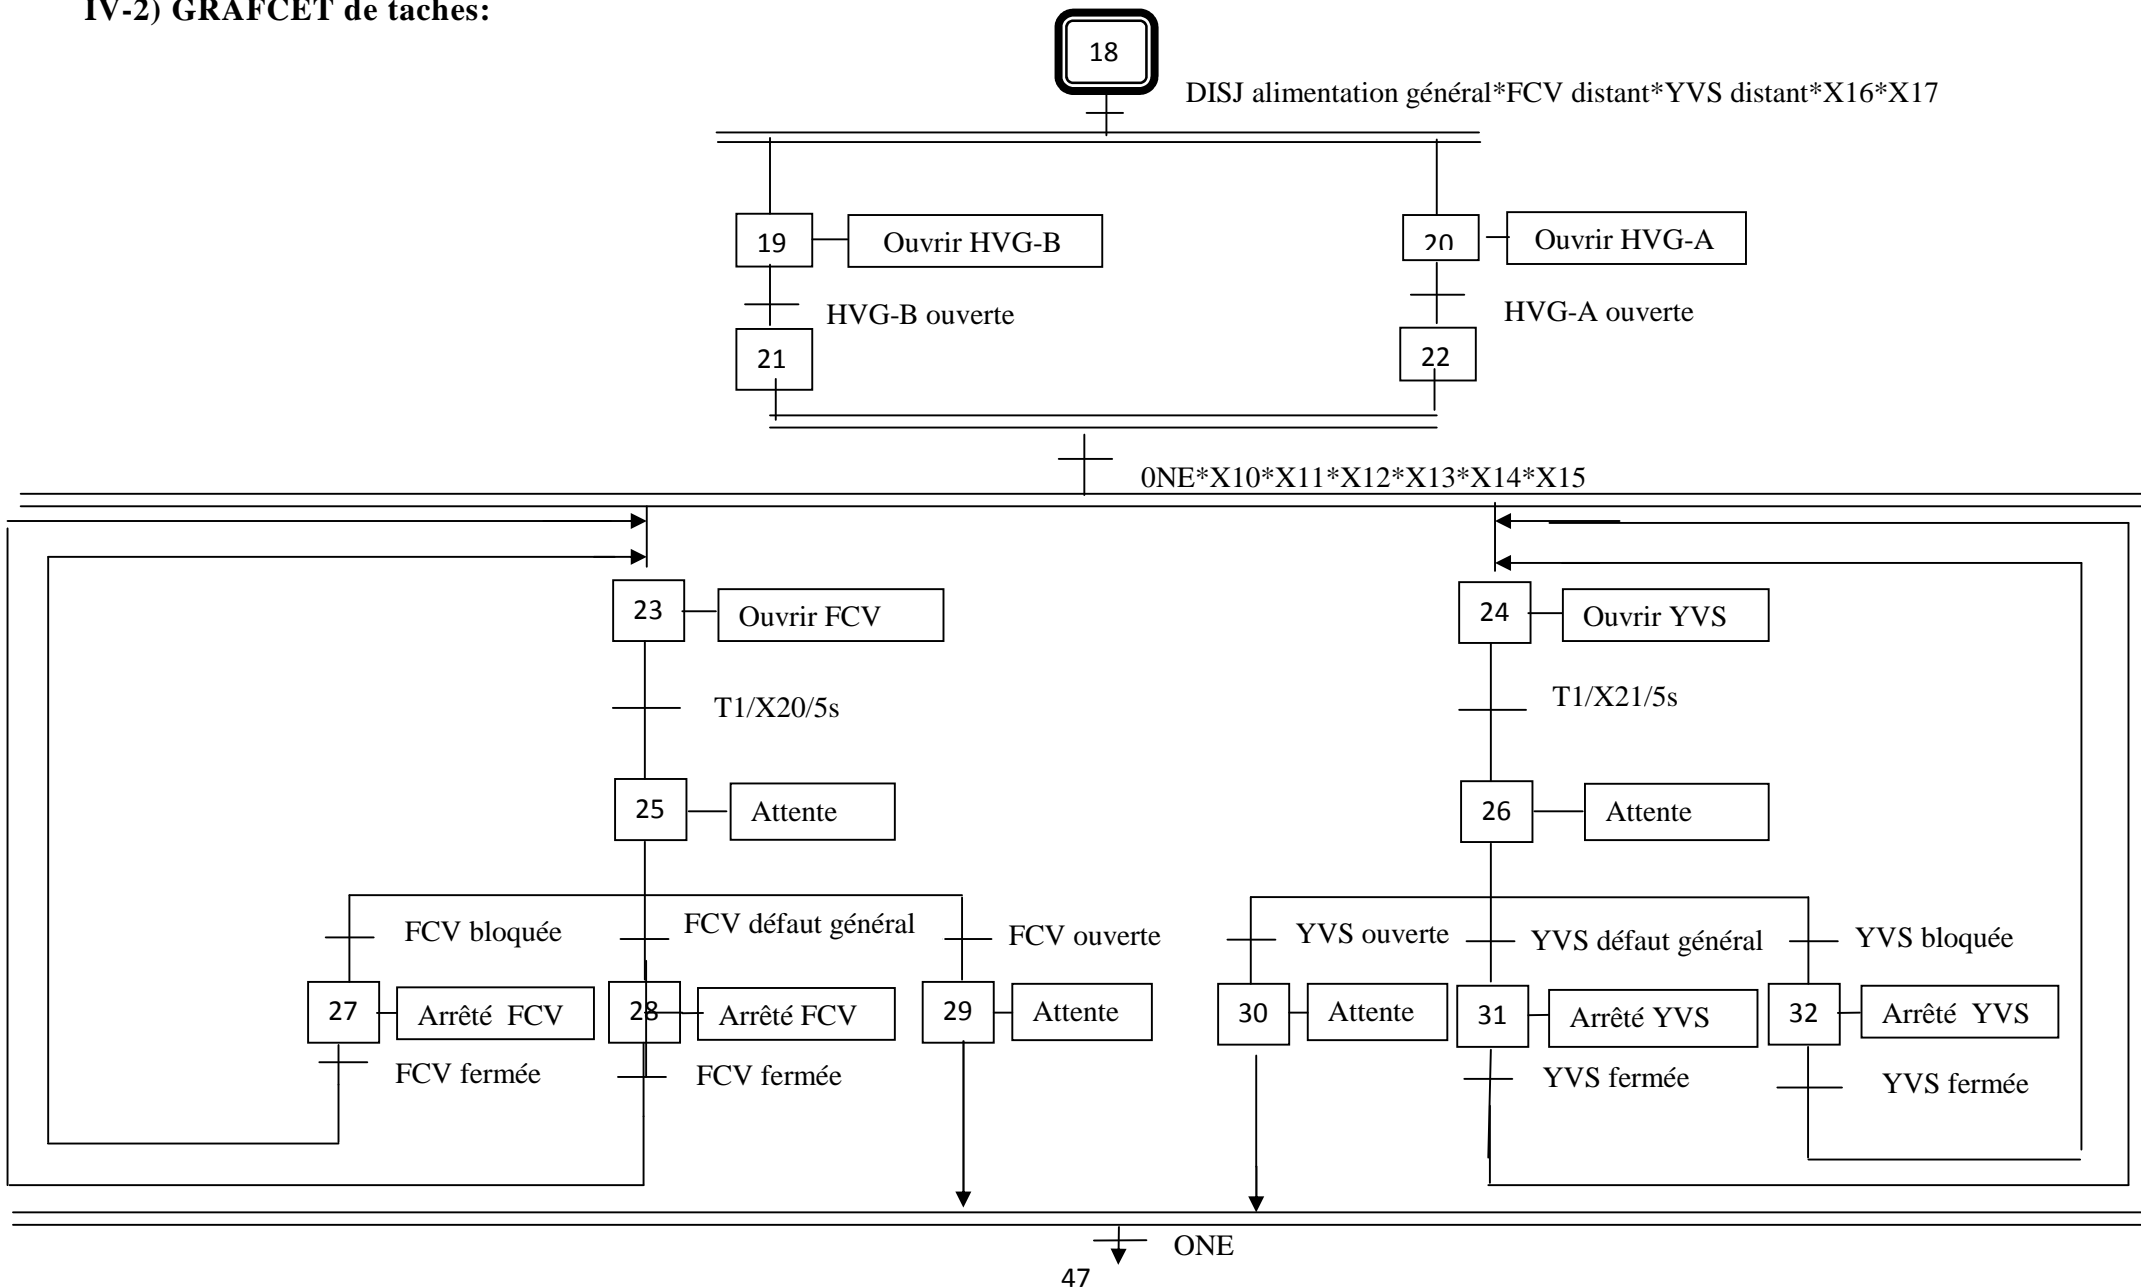 IV-2) GRAFCET de taches:
18
DISJ alimentation général*FCV distant*YVS distant*X16*X17
19
Ouvrir HVG-B
20
Ouvrir HVG-A
HVG-B ouverte
HVG-A ouverte
21
22
0NE*X10*X11*X12*X13*X14*X15
23
Ouvrir FCV
24
Ouvrir YVS
T1/X20/5s
T1/X21/5s
25
Attente
26
Attente
FCV bloquée
FCV défaut général
FCV ouverte
YVS ouverte
YVS défaut général
YVS bloquée
27
Arrêté FCV
28
Arrêté FCV
29
Attente
30
Attente
31
Arrêté YVS
32
Arrêté YVS
FCV fermée
FCV fermée
YVS fermée
YVS fermée
ONE
47